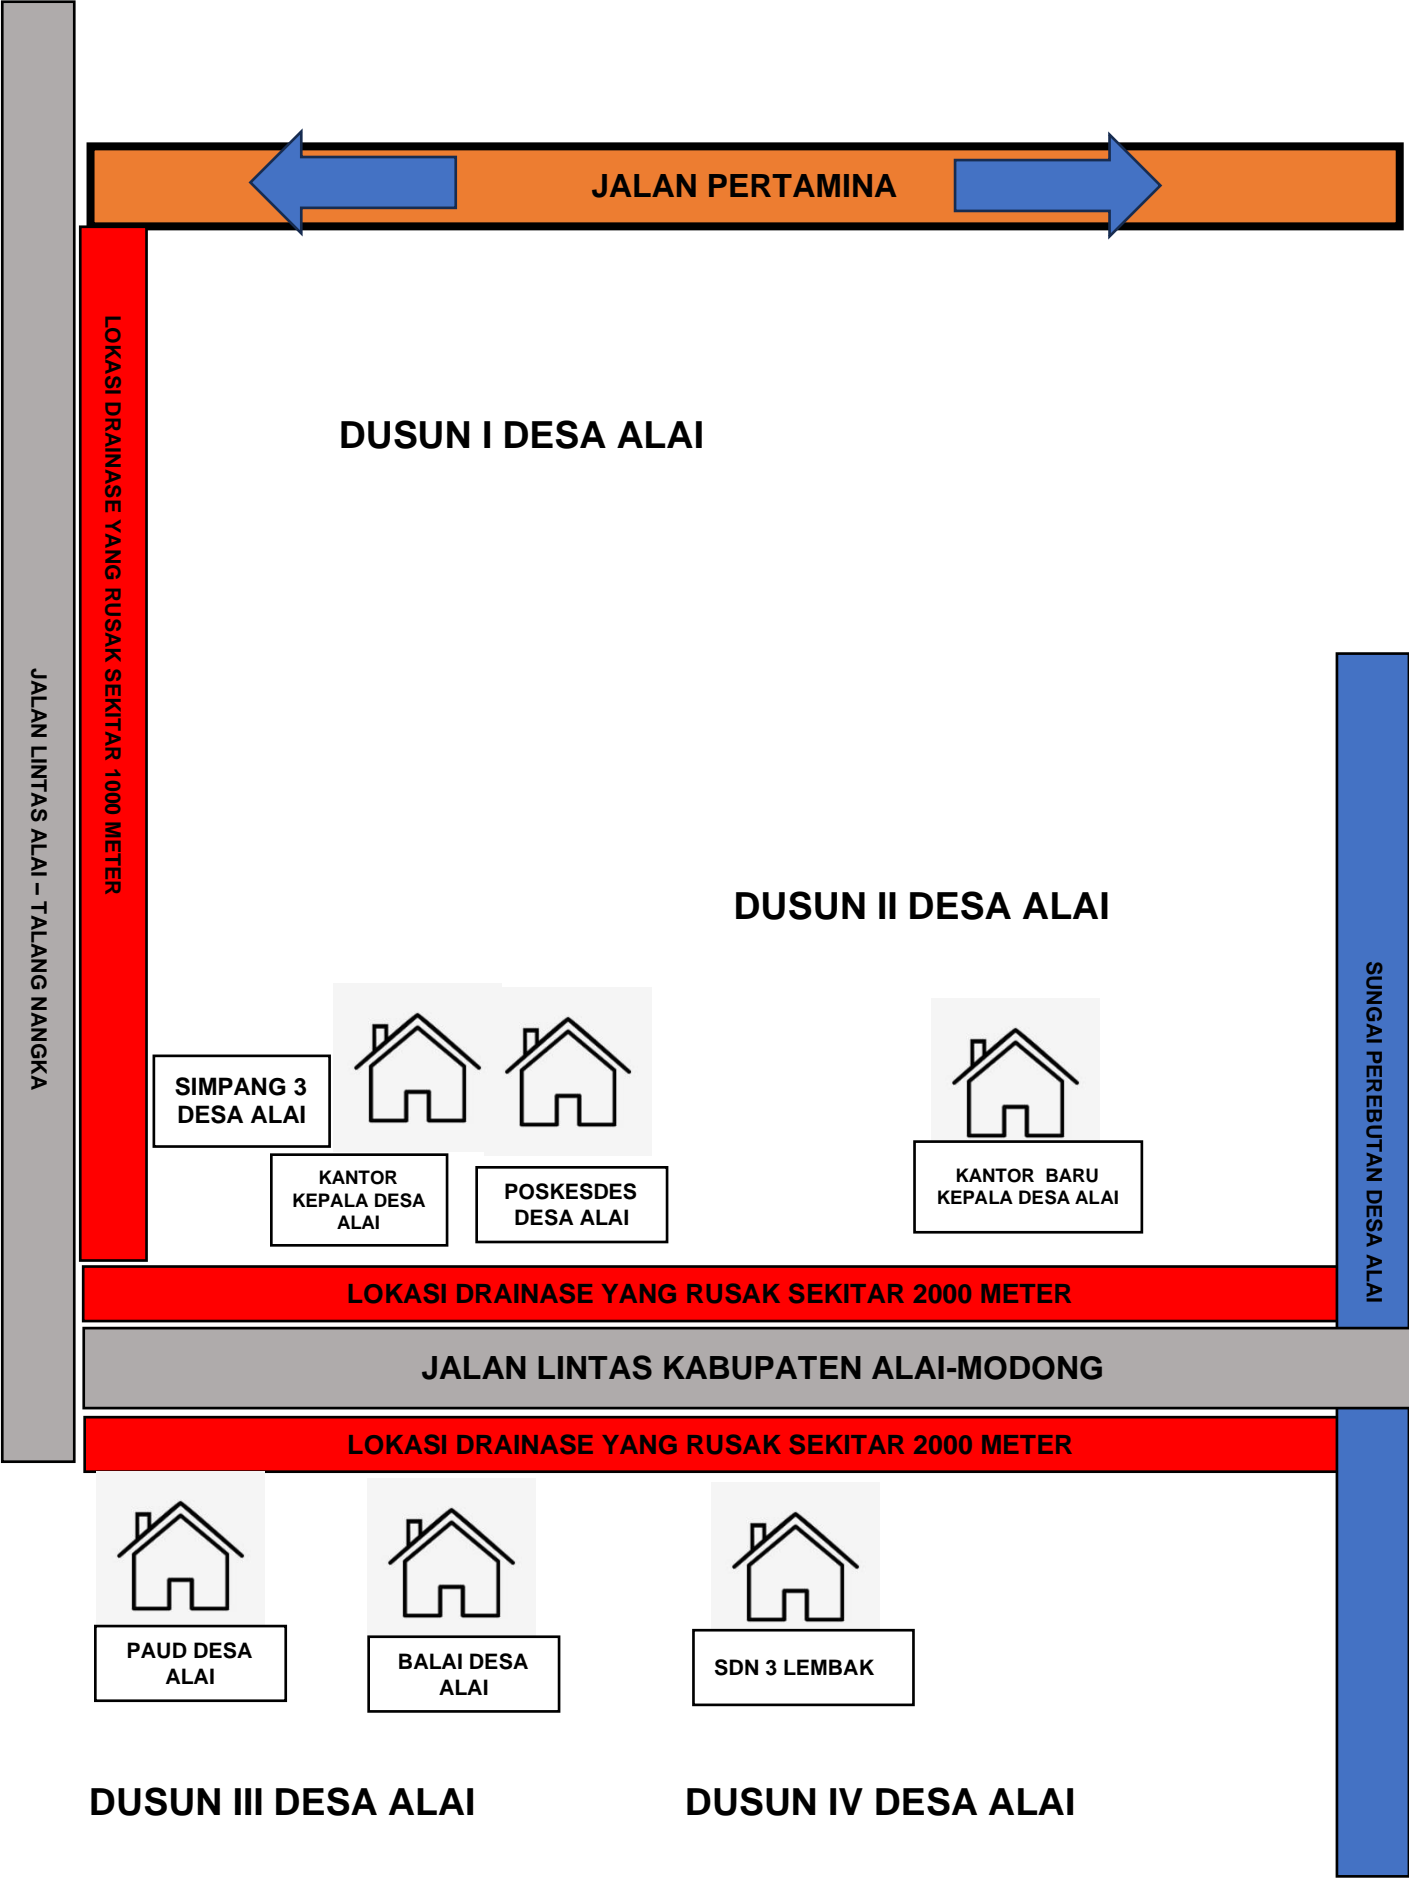 JALAN PERTAMINA
LOKASI DRAINASE YANG RUSAK SEKITAR 1000 METER
DUSUN I DESA ALAI
JALAN LINTAS ALAI – TALANG NANGKA
DUSUN II DESA ALAI
SUNGAI PEREBUTAN DESA ALAI
SIMPANG 3
DESA ALAI
KANTOR
KEPALA DESA
ALAI
POSKESDES
DESA ALAI
KANTOR BARU
KEPALA DESA ALAI
LOKASI DRAINASE YANG RUSAK SEKITAR 2000 METER
JALAN LINTAS KABUPATEN ALAI-MODONG
LOKASI DRAINASE YANG RUSAK SEKITAR 2000 METER
PAUD DESA
ALAI
BALAI DESA
ALAI
SDN 3 LEMBAK
DUSUN III DESA ALAI
DUSUN IV DESA ALAI